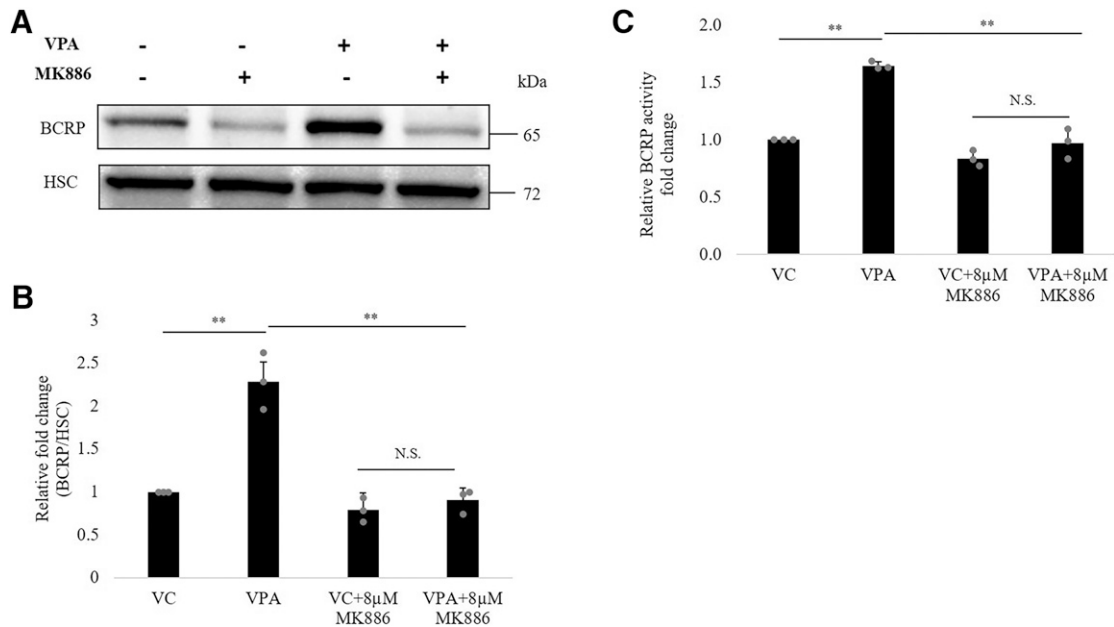 A
VPA - - + +
MK886 - + - +
kDa
BCRP
65
HSC
72
B
Relative fold change
(BCRP/HSC)
3
2.5
2
1.5
1
0.5
0
**
**
N.S.
VC
VPA
VC+8µM
MK886
VPA+8µM
MK886
C
Relative BCRP activity
fold change
2.0
1.5
1.0
0.5
0.0
**
**
N.S.
VC
VPA
VC+8µM
MK886
VPA+8µM
MK886